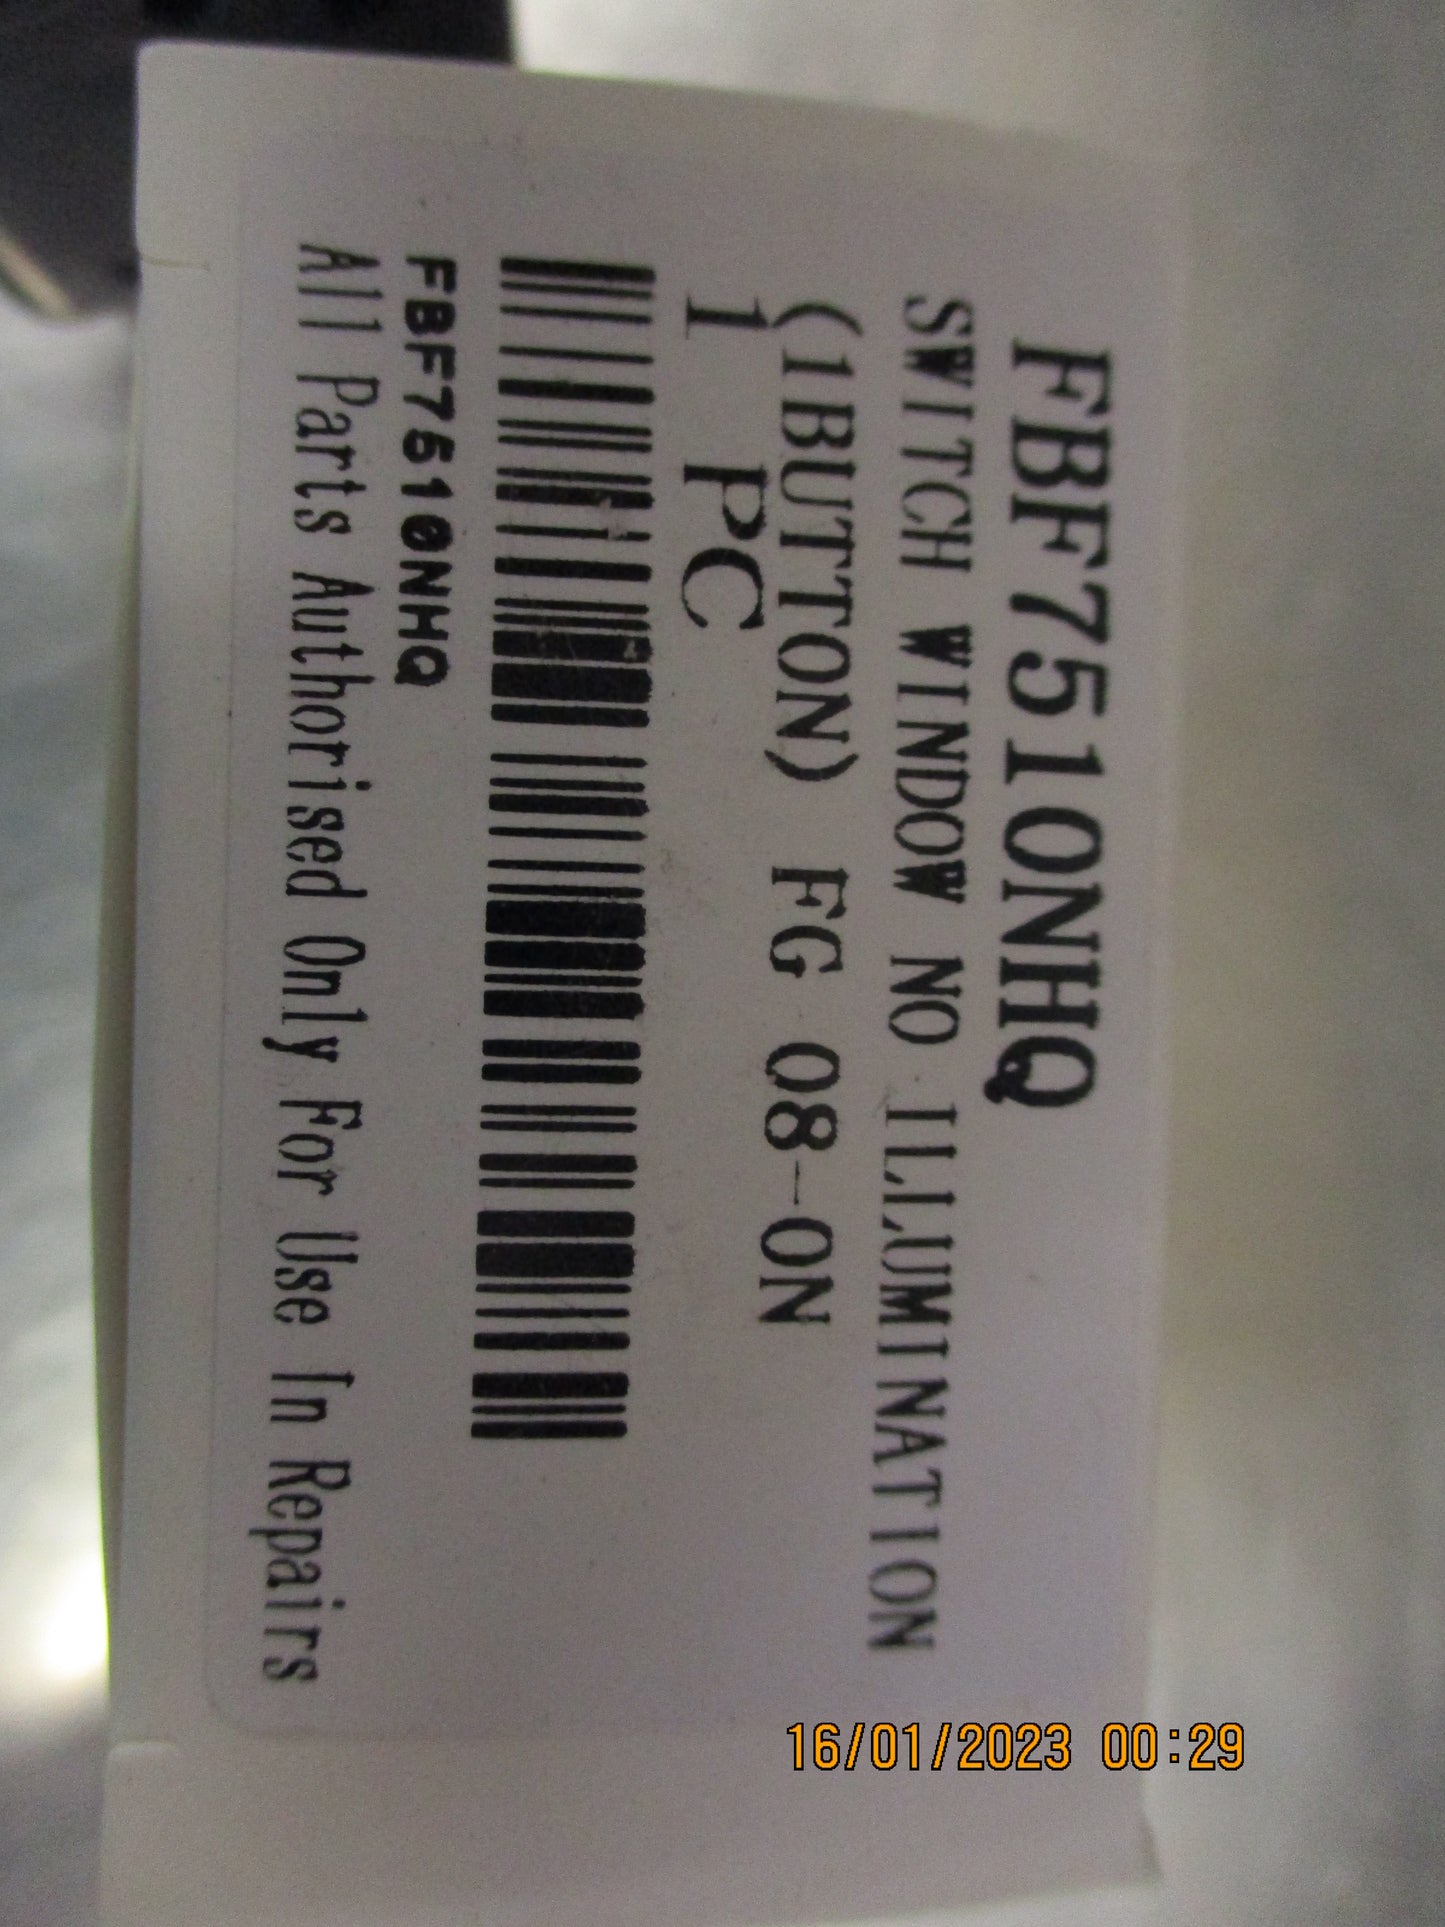 FBF7510NHQ
SWITCH WINDOW NO ILLUMINATION
(1BUTTON) FG 08-ON
1 PC
FBF7510NHQ
All Parts Authorised Only For Use In Repairs
16/01/2023 00:29